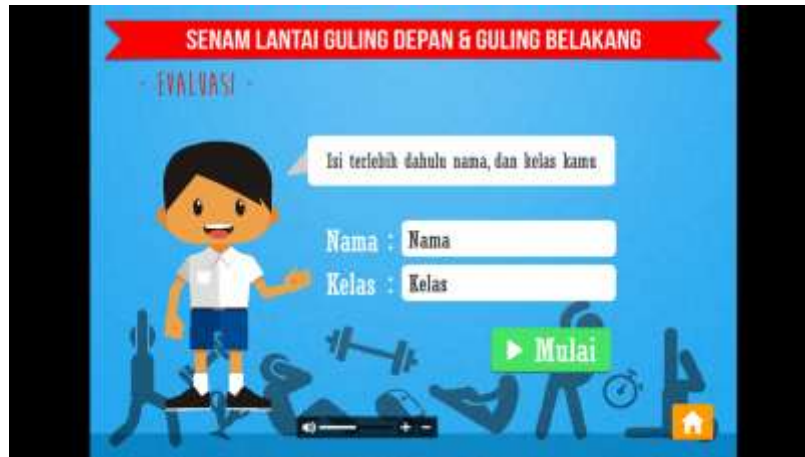 SENAM LANTAI GULING DEPAN & GULING BELAKANG
- EVALUASI -
Isi terlebih dahulu nama, dan kelas kamu
Nama : Nama
Kelas : Kelas
Mulai